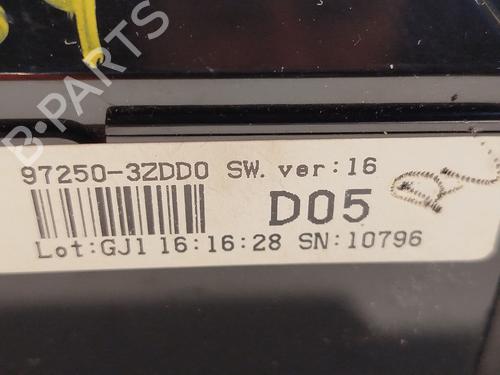 97250-3ZDD0 SW. ver:16
D05
Lot:GJ1 16:16:28 SN:10796
B-PARTS